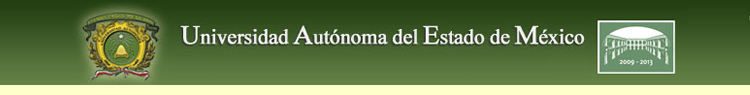 Universidad Autónoma del Estado de México
2009 - 2013